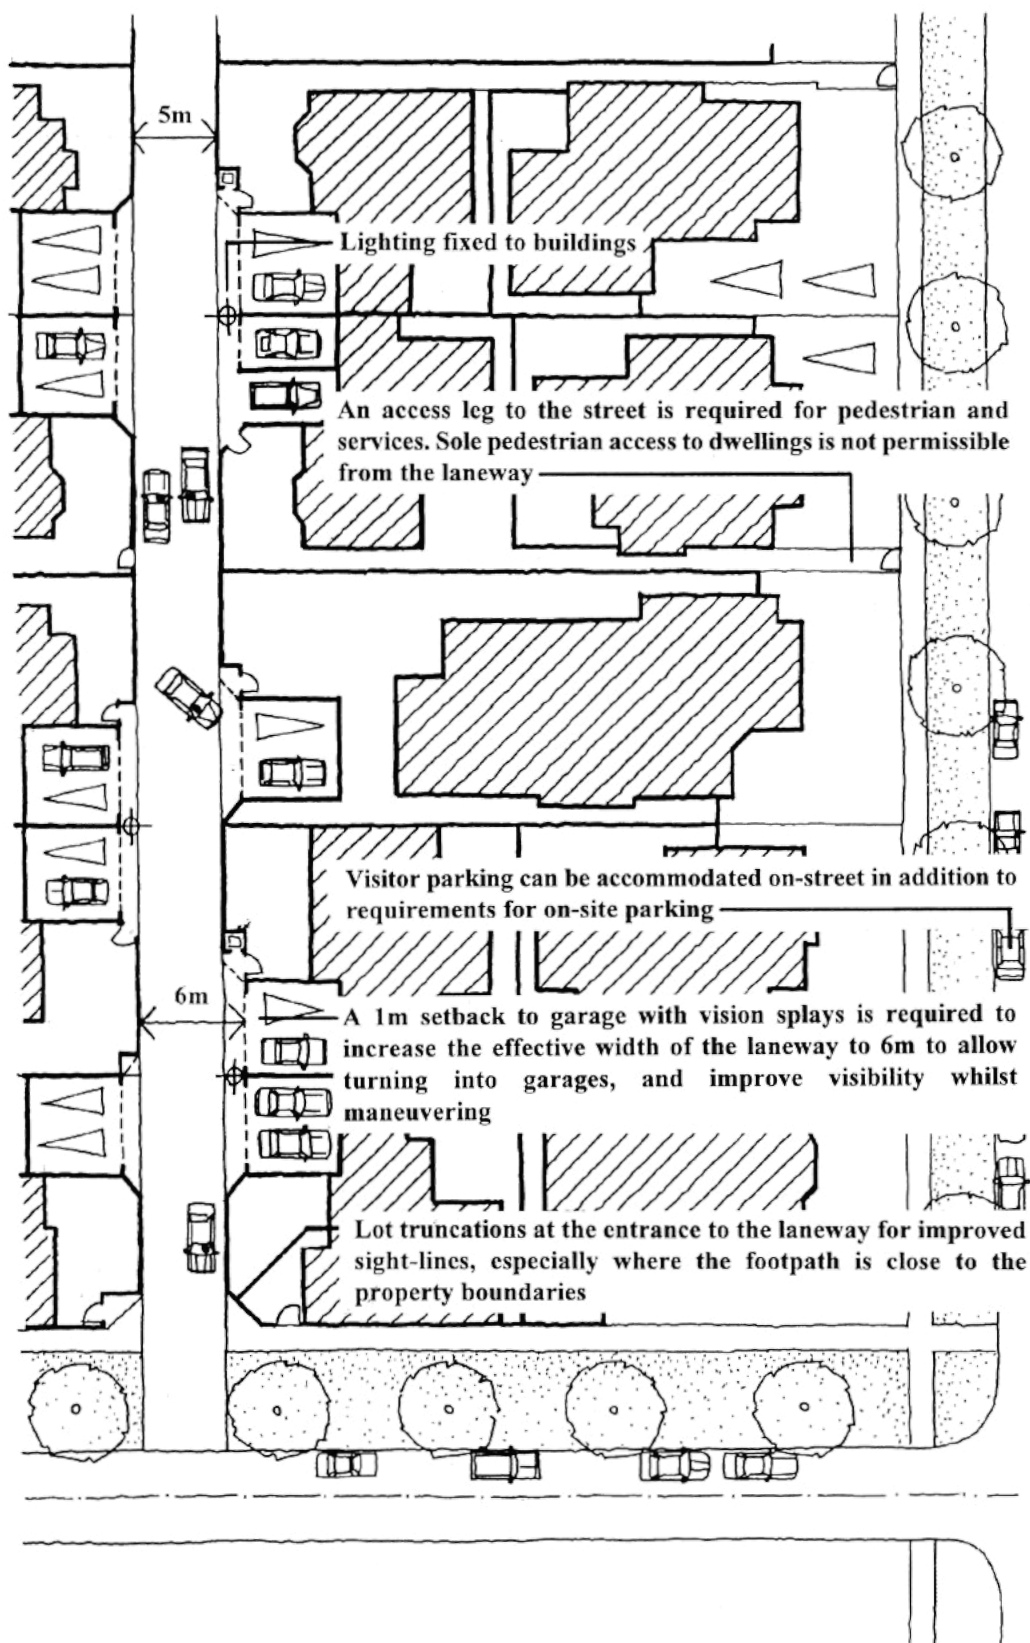 5m
Lighting fixed to buildings
An access leg to the street is required for pedestrian and
services. Sole pedestrian access to dwellings is not permissible
from the laneway
Visitor parking can be accommodated on-street in addition to
requirements for on-site parking
6m
A 1m setback to garage with vision splays is required to
increase the effective width of the laneway to 6m to allow
turning into garages, and improve visibility whilst
maneuvering
Lot truncations at the entrance to the laneway for improved
sight-lines, especially where the footpath is close to the
property boundaries